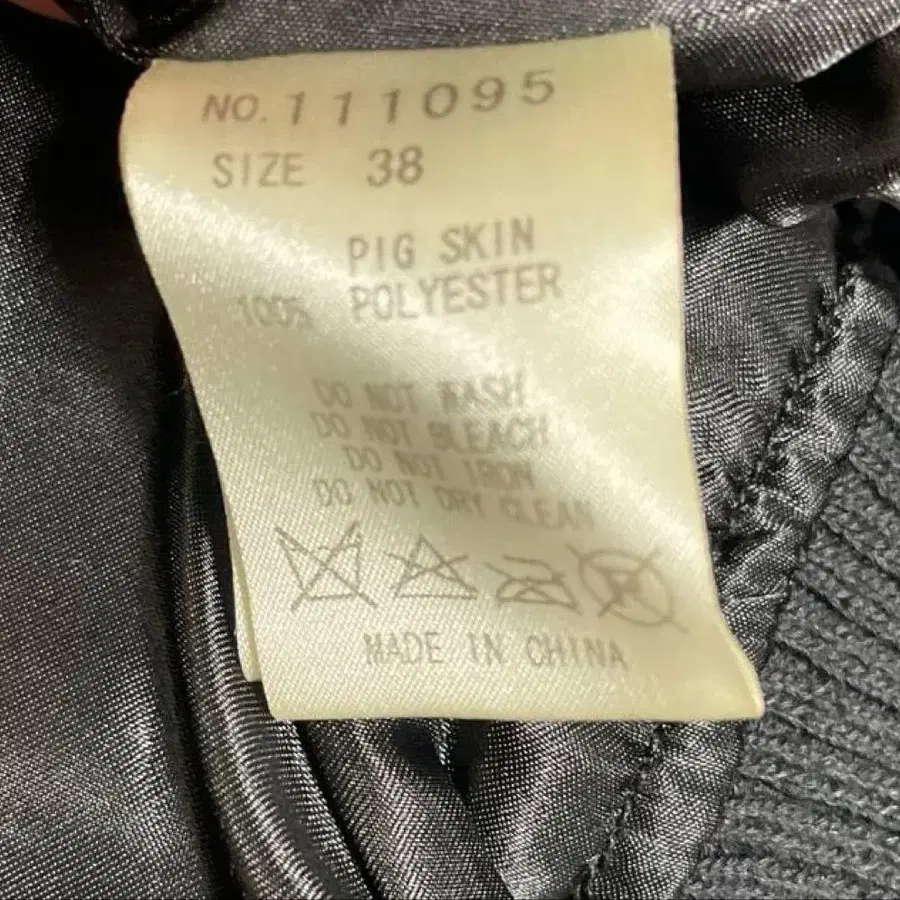 NO. 111095
SIZE 38
PIG SKIN
100% POLYESTER
DO NOT WASH
DO NOT BLEACH
DO NOT IRON
DO NOT DRY CLEAN
MADE IN CHINA